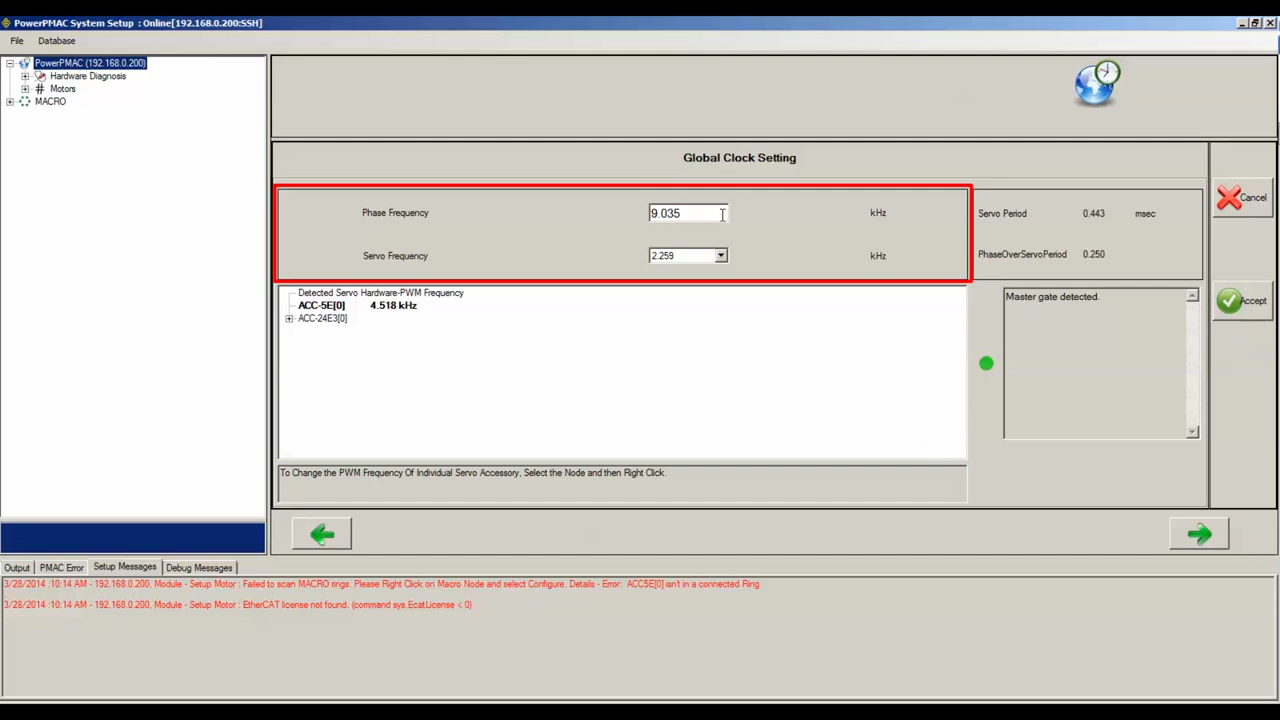 PowerPMAC System Setup : Online[192.168.0.200:SSH]
File Database
PowerPMAC (192.168.0.200)
Hardware Diagnosis
Motors
MACRO
Global Clock Setting
Phase Frequency 9.035 kHz
Servo Frequency 2.259 kHz
Servo Period 0.443 msec
PhaseOverServoPeriod 0.250
Cancel
Accept
Detected Servo Hardware-PWM Frequency
ACC-5E[0] 4.518 kHz
ACC-24E3[0]
Master gate detected.
To Change the PWM Frequency Of Individual Servo Accessory, Select the Node and then Right Click.
Output PMAC Error Setup Messages Debug Messages
3/28/2014 :10:14 AM - 192.168.0.200, Module - Setup Motor : Failed to scan MACRO rings. Please Right Click on Macro Node and select Configure. Details - Error: ACC5E[0] isn't in a connected Ring
3/28/2014 :10:14 AM - 192.168.0.200, Module - Setup Motor : EtherCAT license not found. (command sys.EcatLicense < 0)